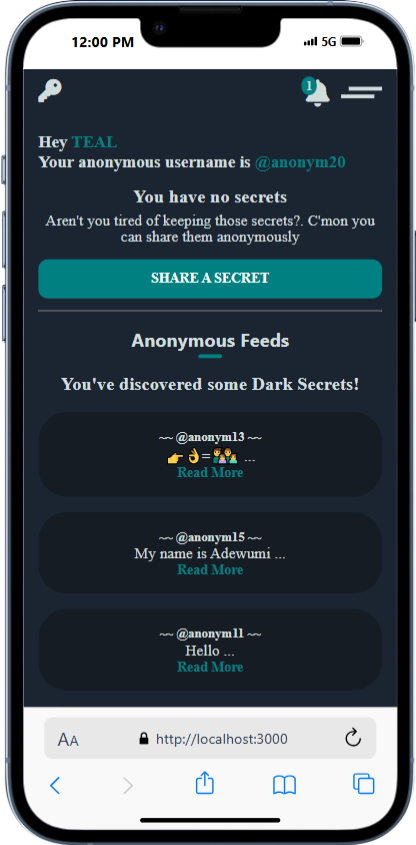 12:00 PM 5G
1
Hey TEAL
Your anonymous username is @anonym20
You have no secrets
Aren't you tired of keeping those secrets?. C'mon you
can share them anonymously
SHARE A SECRET
Anonymous Feeds
You've discovered some Dark Secrets!
~~ @anonym13 ~~
👉👌=👨‍👩‍👧‍👦 ...
Read More
~~ @anonym15 ~~
My name is Adewumi ...
Read More
~~ @anonym11 ~~
Hello ...
Read More
AA http://localhost:3000